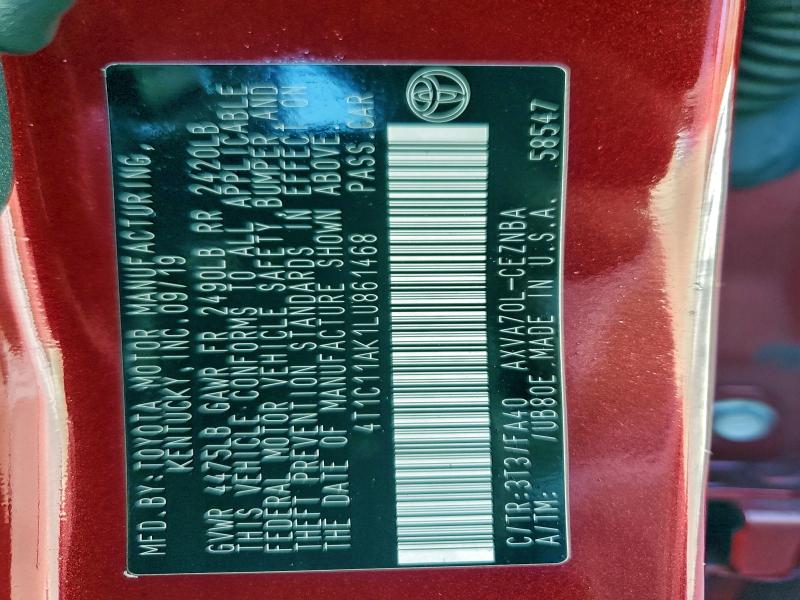 MFD.BY:TOYOTA MOTOR MANUFACTURING,
KENTUCKY, INC. 09/19
GVWR 4475LB GAWR FR 2490LB RR 2420LB
THIS VEHICLE CONFORMS TO ALL APPLICABLE
FEDERAL MOTOR VEHICLE SAFETY, BUMPER AND
THEFT PREVENTION STANDARDS IN EFFECT ON
THE DATE OF MANUFACTURE SHOWN ABOVE.
4T1C11AK1LU861468 PASS.CAR
C/TR:3T3/FA40 AXVA70L-CEZNBA
A/TM: /UB80E MADE IN U.S.A. 58547